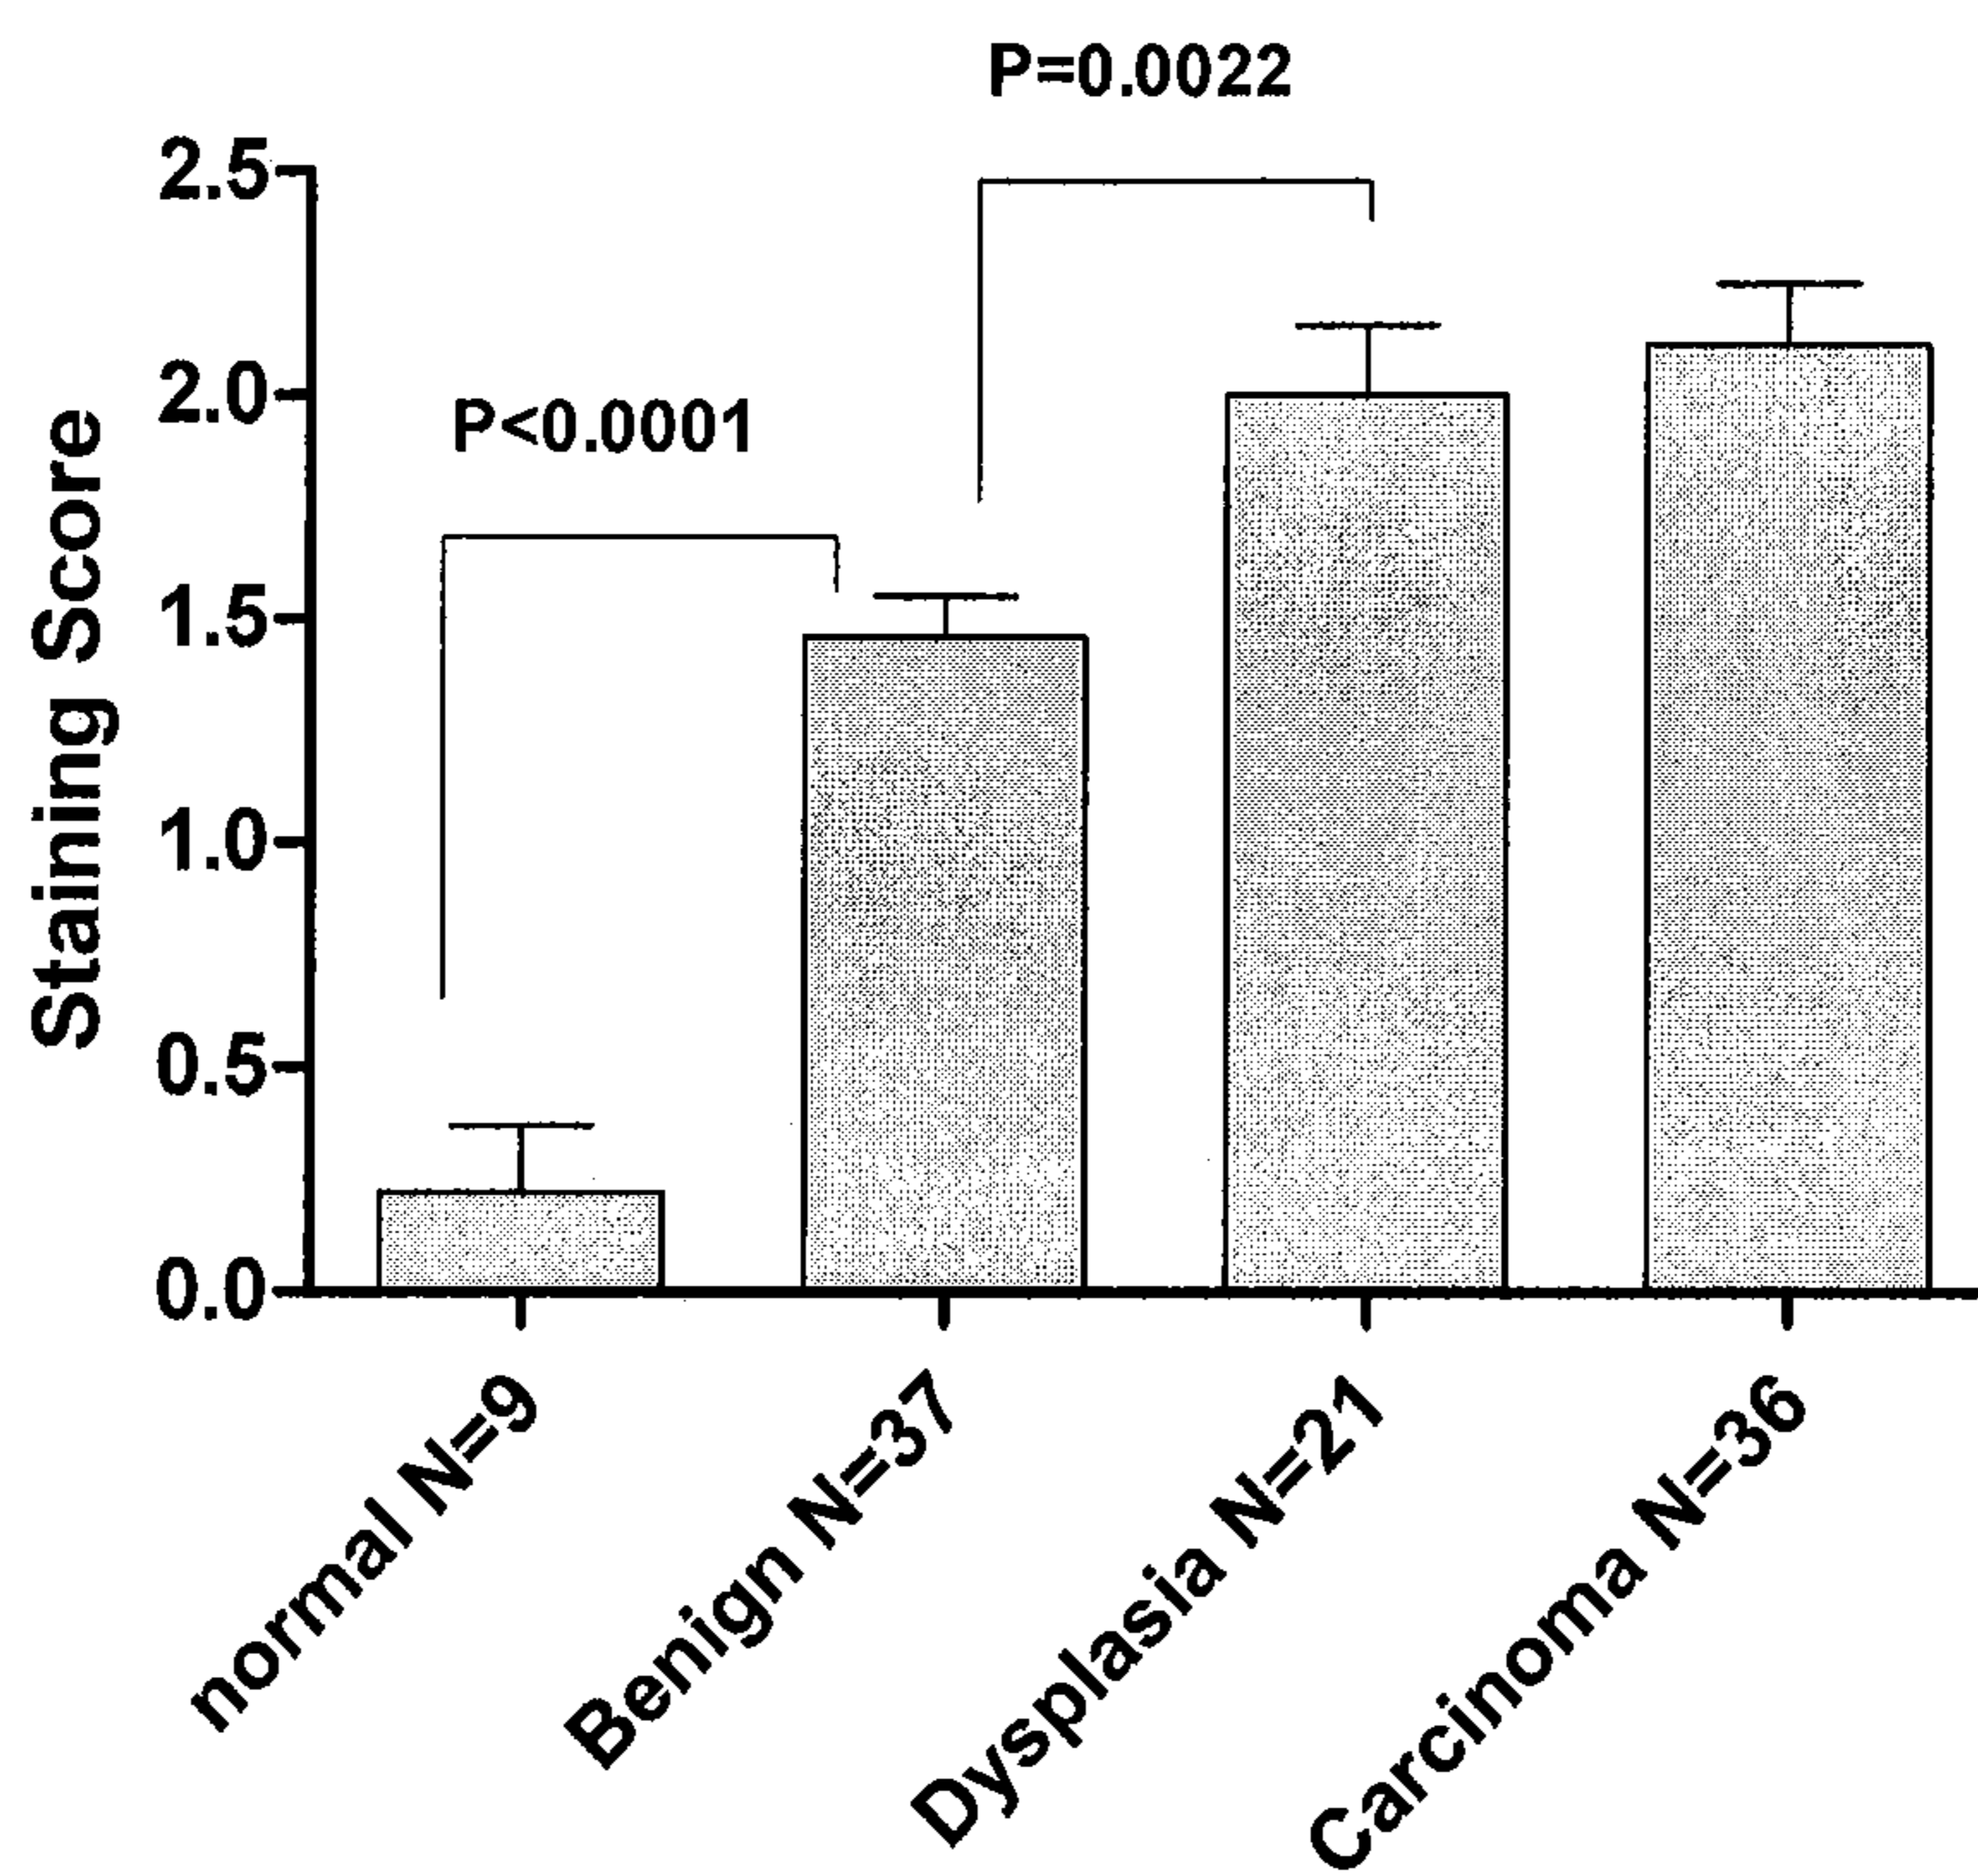 P=0.0022
2.5
2.0
P<0.0001
1.5
1.0
0.5
0.0
Staining Score
normal N=9
Benign N=37
Dysplasia N=21
Carcinoma N=36